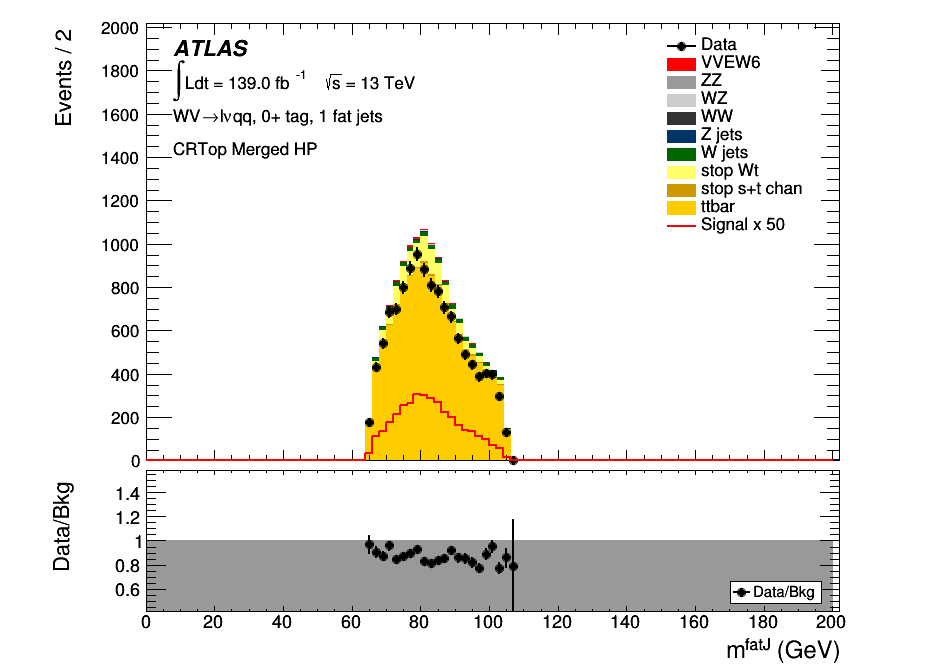 Events / 2
2000
1800
1600
1400
1200
1000
800
600
400
200
0
ATLAS
∫Ldt = 139.0 fb⁻¹ √s = 13 TeV
WV→lνqq, 0+ tag, 1 fat jets
CRTop Merged HP
Data
VVEW6
ZZ
WZ
WW
Z jets
W jets
stop Wt
stop s+t chan
ttbar
Signal x 50
Data/Bkg
1.4
1.2
1
0.8
0.6
Data/Bkg
0 20 40 60 80 100 120 140 160 180 200
m^fatJ (GeV)